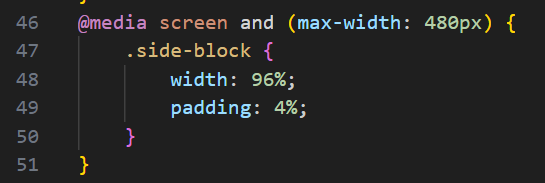 46 @media screen and (max-width: 480px) {
47 .side-block {
48 width: 96%;
49 padding: 4%;
50 }
51 }